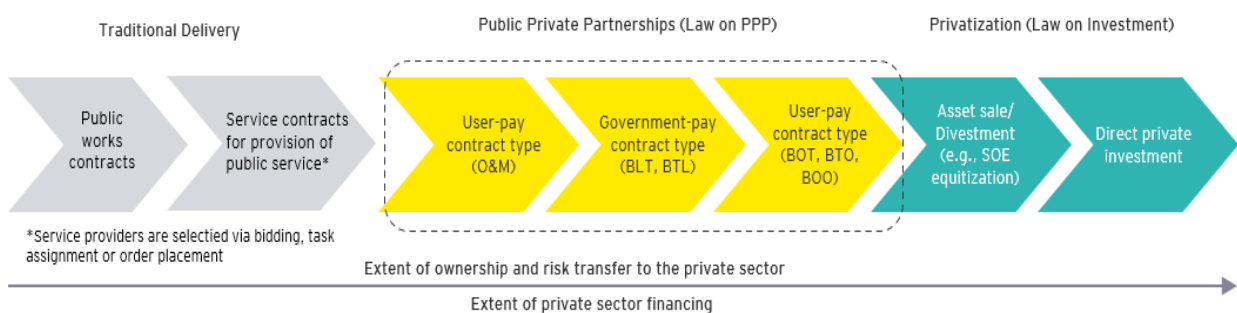 Traditional Delivery
Public Private Partnerships (Law on PPP)
Privatization (Law on Investment)
Public
works
contracts
Service contracts
for provision of
public service*
User-pay
contract type
(O&M)
Government-pay
contract type
(BLT, BTL)
User-pay
contract type
(BOT, BTO,
BOO)
Asset sale/
Divestment
(e.g., SOE
equitization)
Direct private
investment
*Service providers are selectied via bidding, task
assignment or order placement
Extent of ownership and risk transfer to the private sector
Extent of private sector financing